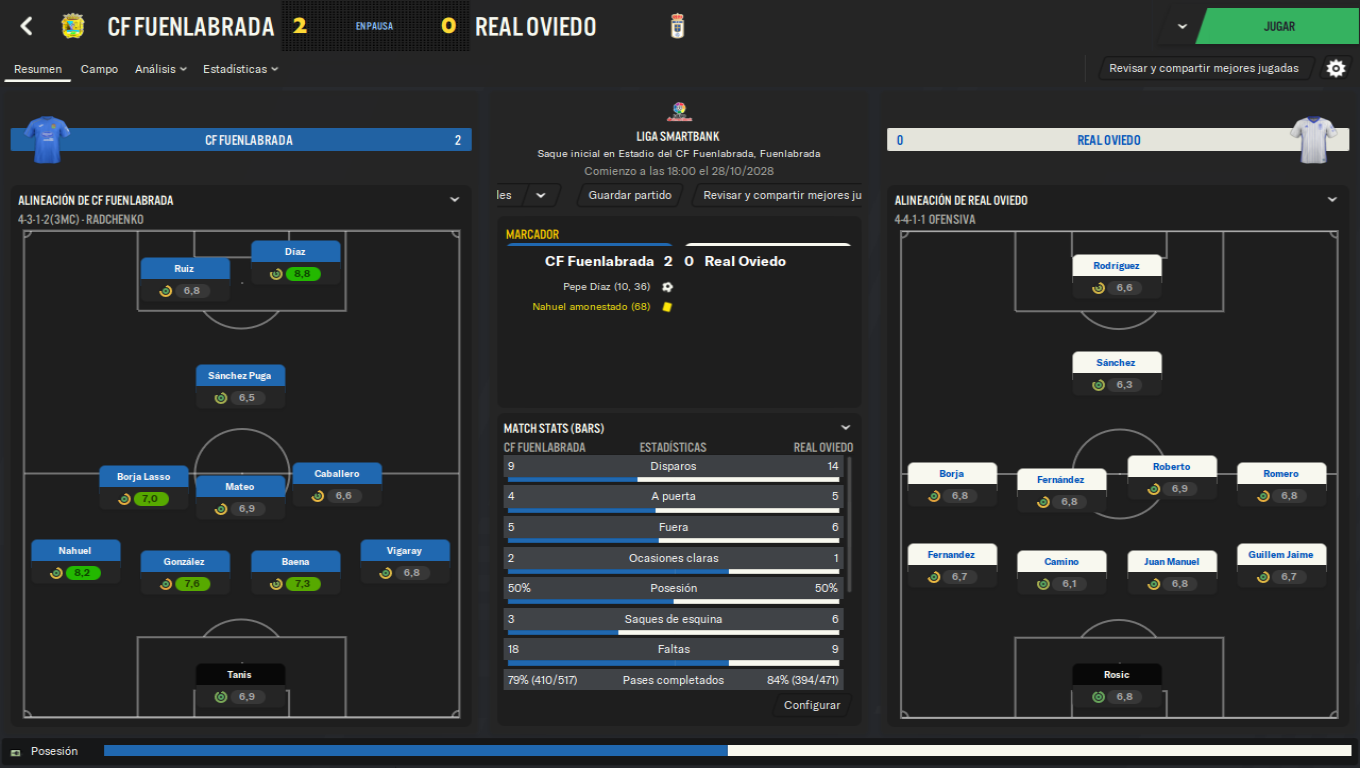 CF FUENLABRADA 2 EN PAUSA 0 REAL OVIEDO
JUGAR
Resumen Campo Análisis Estadísticas
Revisar y compartir mejores jugadas
CF FUENLABRADA 2
ALINEACIÓN DE CF FUENLABRADA
4-3-1-2(3MC) - RADCHENKO
Díaz
8,8
Ruiz
6,8
Sánchez Puga
6,5
Caballero
6,6
Borja Lasso
7,0
Mateo
6,9
Nahuel
8,2
González
7,6
Baena
7,3
Vigaray
6,8
Tanis
6,9
LIGA SMARTBANK
Saque inicial en Estadio del CF Fuenlabrada, Fuenlabrada
Comienzo a las 18:00 el 28/10/2028
les
Guardar partido
Revisar y compartir mejores ju
MARCADOR
CF Fuenlabrada 2 0 Real Oviedo
Pepe Díaz (10, 36)
Nahuel amonestado (68)
MATCH STATS (BARS)
CF FUENLABRADA ESTADÍSTICAS REAL OVIEDO
9 Disparos 14
4 A puerta 5
5 Fuera 6
2 Ocasiones claras 1
50% Posesión 50%
3 Saques de esquina 6
18 Faltas 9
79% (410/517) Pases completados 84% (394/471)
Configurar
0 REAL OVIEDO
ALINEACIÓN DE REAL OVIEDO
4-4-1-1 OFENSIVA
Rodríguez
6,6
Sánchez
6,3
Borja
6,8
Fernández
6,8
Roberto
6,9
Romero
6,8
Fernandez
6,7
Camino
6,1
Juan Manuel
6,8
Guillem Jaime
6,7
Rosic
6,8
Posesión